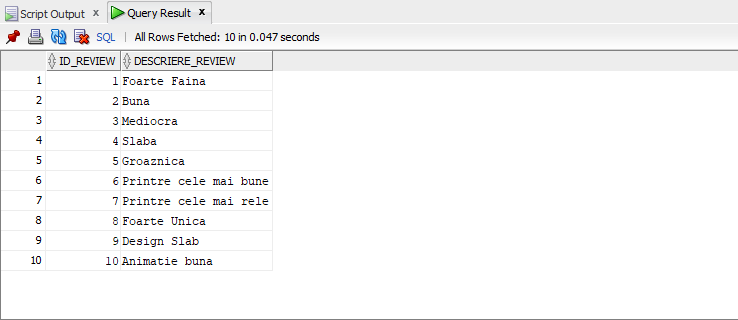 Script Output x Query Result x
SQL All Rows Fetched: 10 in 0.047 seconds
ID_REVIEW DESCRIERE_REVIEW
1 1 Foarte Faina
2 2 Buna
3 3 Mediocra
4 4 Slaba
5 5 Groaznica
6 6 Printre cele mai bune
7 7 Printre cele mai rele
8 8 Foarte Unica
9 9 Design Slab
10 10 Animatie buna